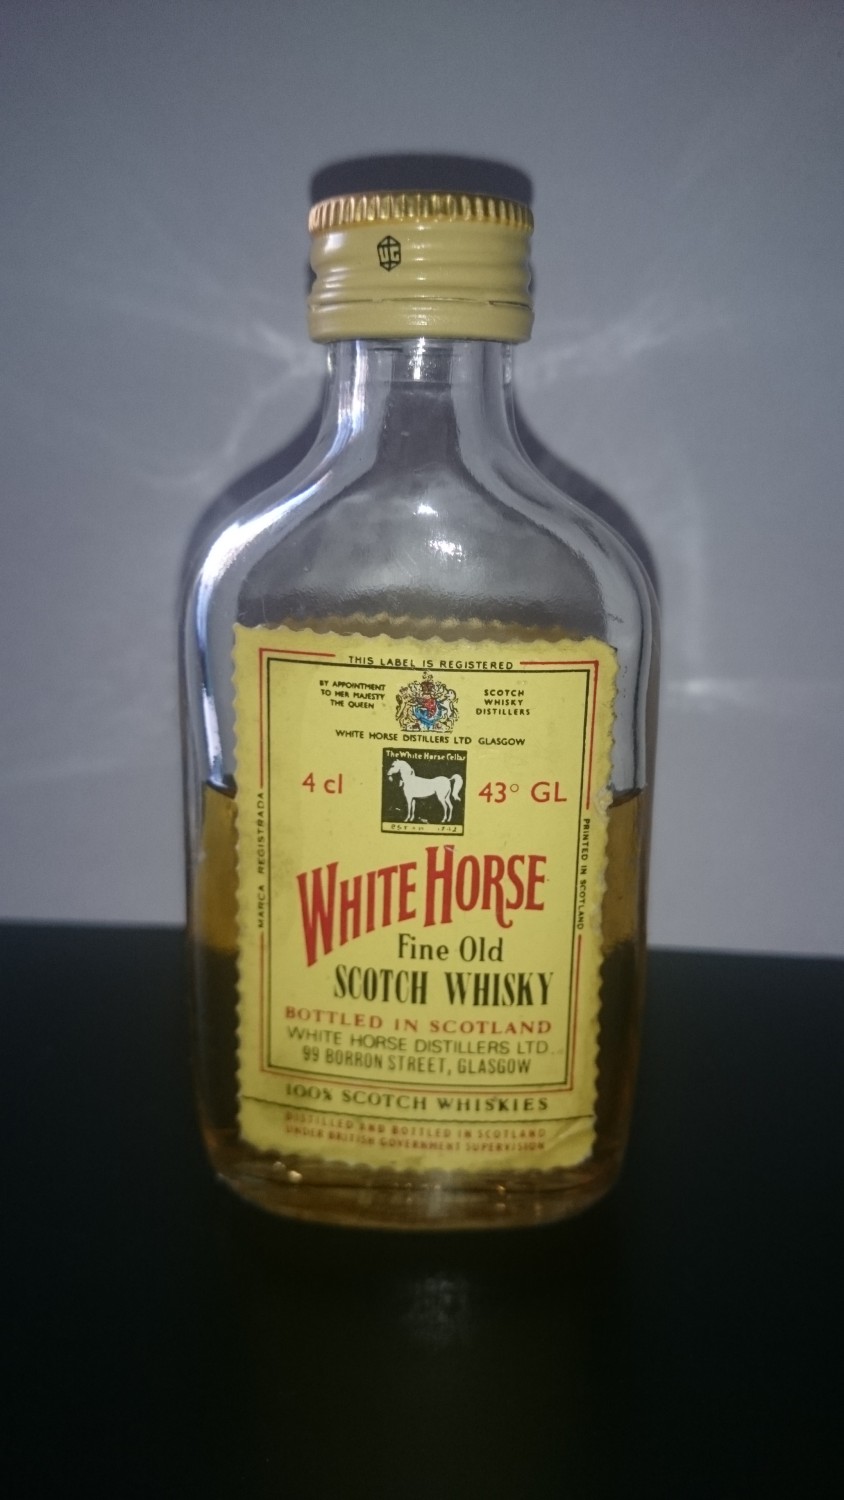 THIS LABEL IS REGISTERED
BY APPOINTMENT
TO HER MAJESTY
THE QUEEN
SCOTCH
WHISKY
DISTILLERS
WHITE HORSE DISTILLERS LTD GLASGOW
The White Horse Cellar
4 cl
43° GL
MARCA REGISTRADA
PRINTED IN SCOTLAND
WHITE HORSE
Fine Old
SCOTCH WHISKY
BOTTLED IN SCOTLAND
WHITE HORSE DISTILLERS LTD.
99 BORRON STREET, GLASGOW
100% SCOTCH WHISKIES
DISTILLED AND BOTTLED IN SCOTLAND
UNDER BRITISH GOVERNMENT SUPERVISION